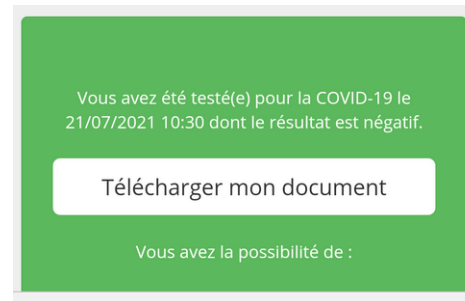 Vous avez été testé(e) pour la COVID-19 le
21/07/2021 10:30 dont le résultat est négatif.
Télécharger mon document
Vous avez la possibilité de :